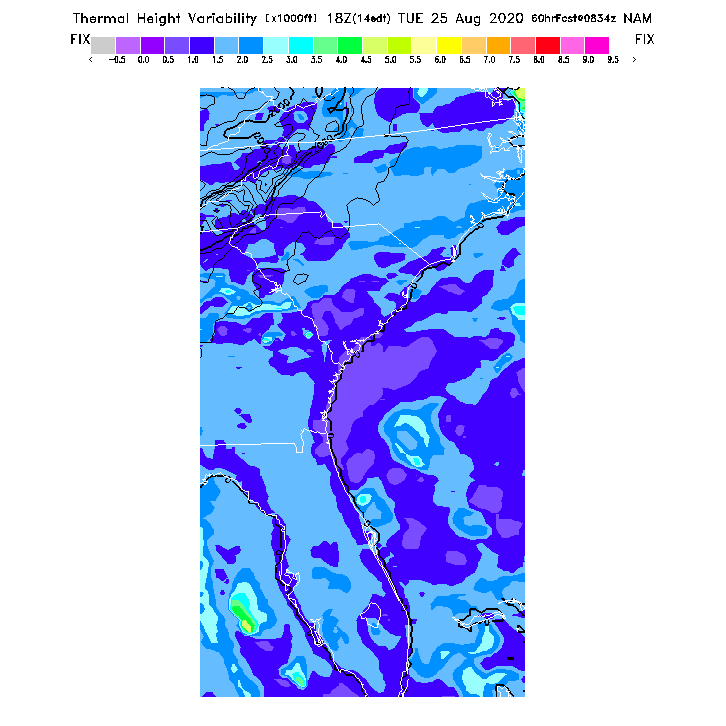 Thermal Height Variability [x1000ft] 18Z(14edt) TUE 25 Aug 2020 60hrFcst@0834z NAM
FIX FIX
< -0.5 0.0 0.5 1.0 1.5 2.0 2.5 3.0 3.5 4.0 4.5 5.0 5.5 6.0 6.5 7.0 7.5 8.0 8.5 9.0 9.5 >